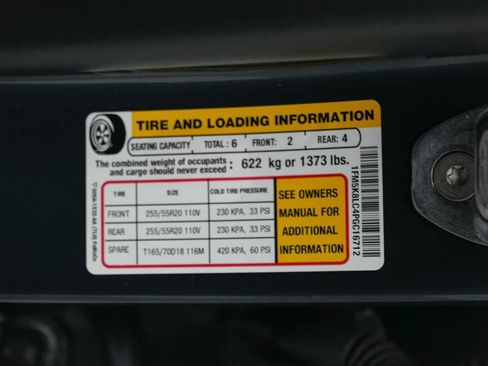 TIRE AND LOADING INFORMATION
SEATING CAPACITY TOTAL : 6 FRONT: 2 REAR: 4
The combined weight of occupants and cargo should never exceed : 622 kg or 1373 lbs.
TIRE SIZE COLD TIRE PRESSURE
FRONT 255/55R20 110V 230 KPA, 33 PSI
REAR 255/55R20 110V 230 KPA, 33 PSI
SPARE T165/70D18 116M 420 KPA, 60 PSI
SEE OWNERS
MANUAL FOR
ADDITIONAL
INFORMATION
1FM5K8LC4PGC16712